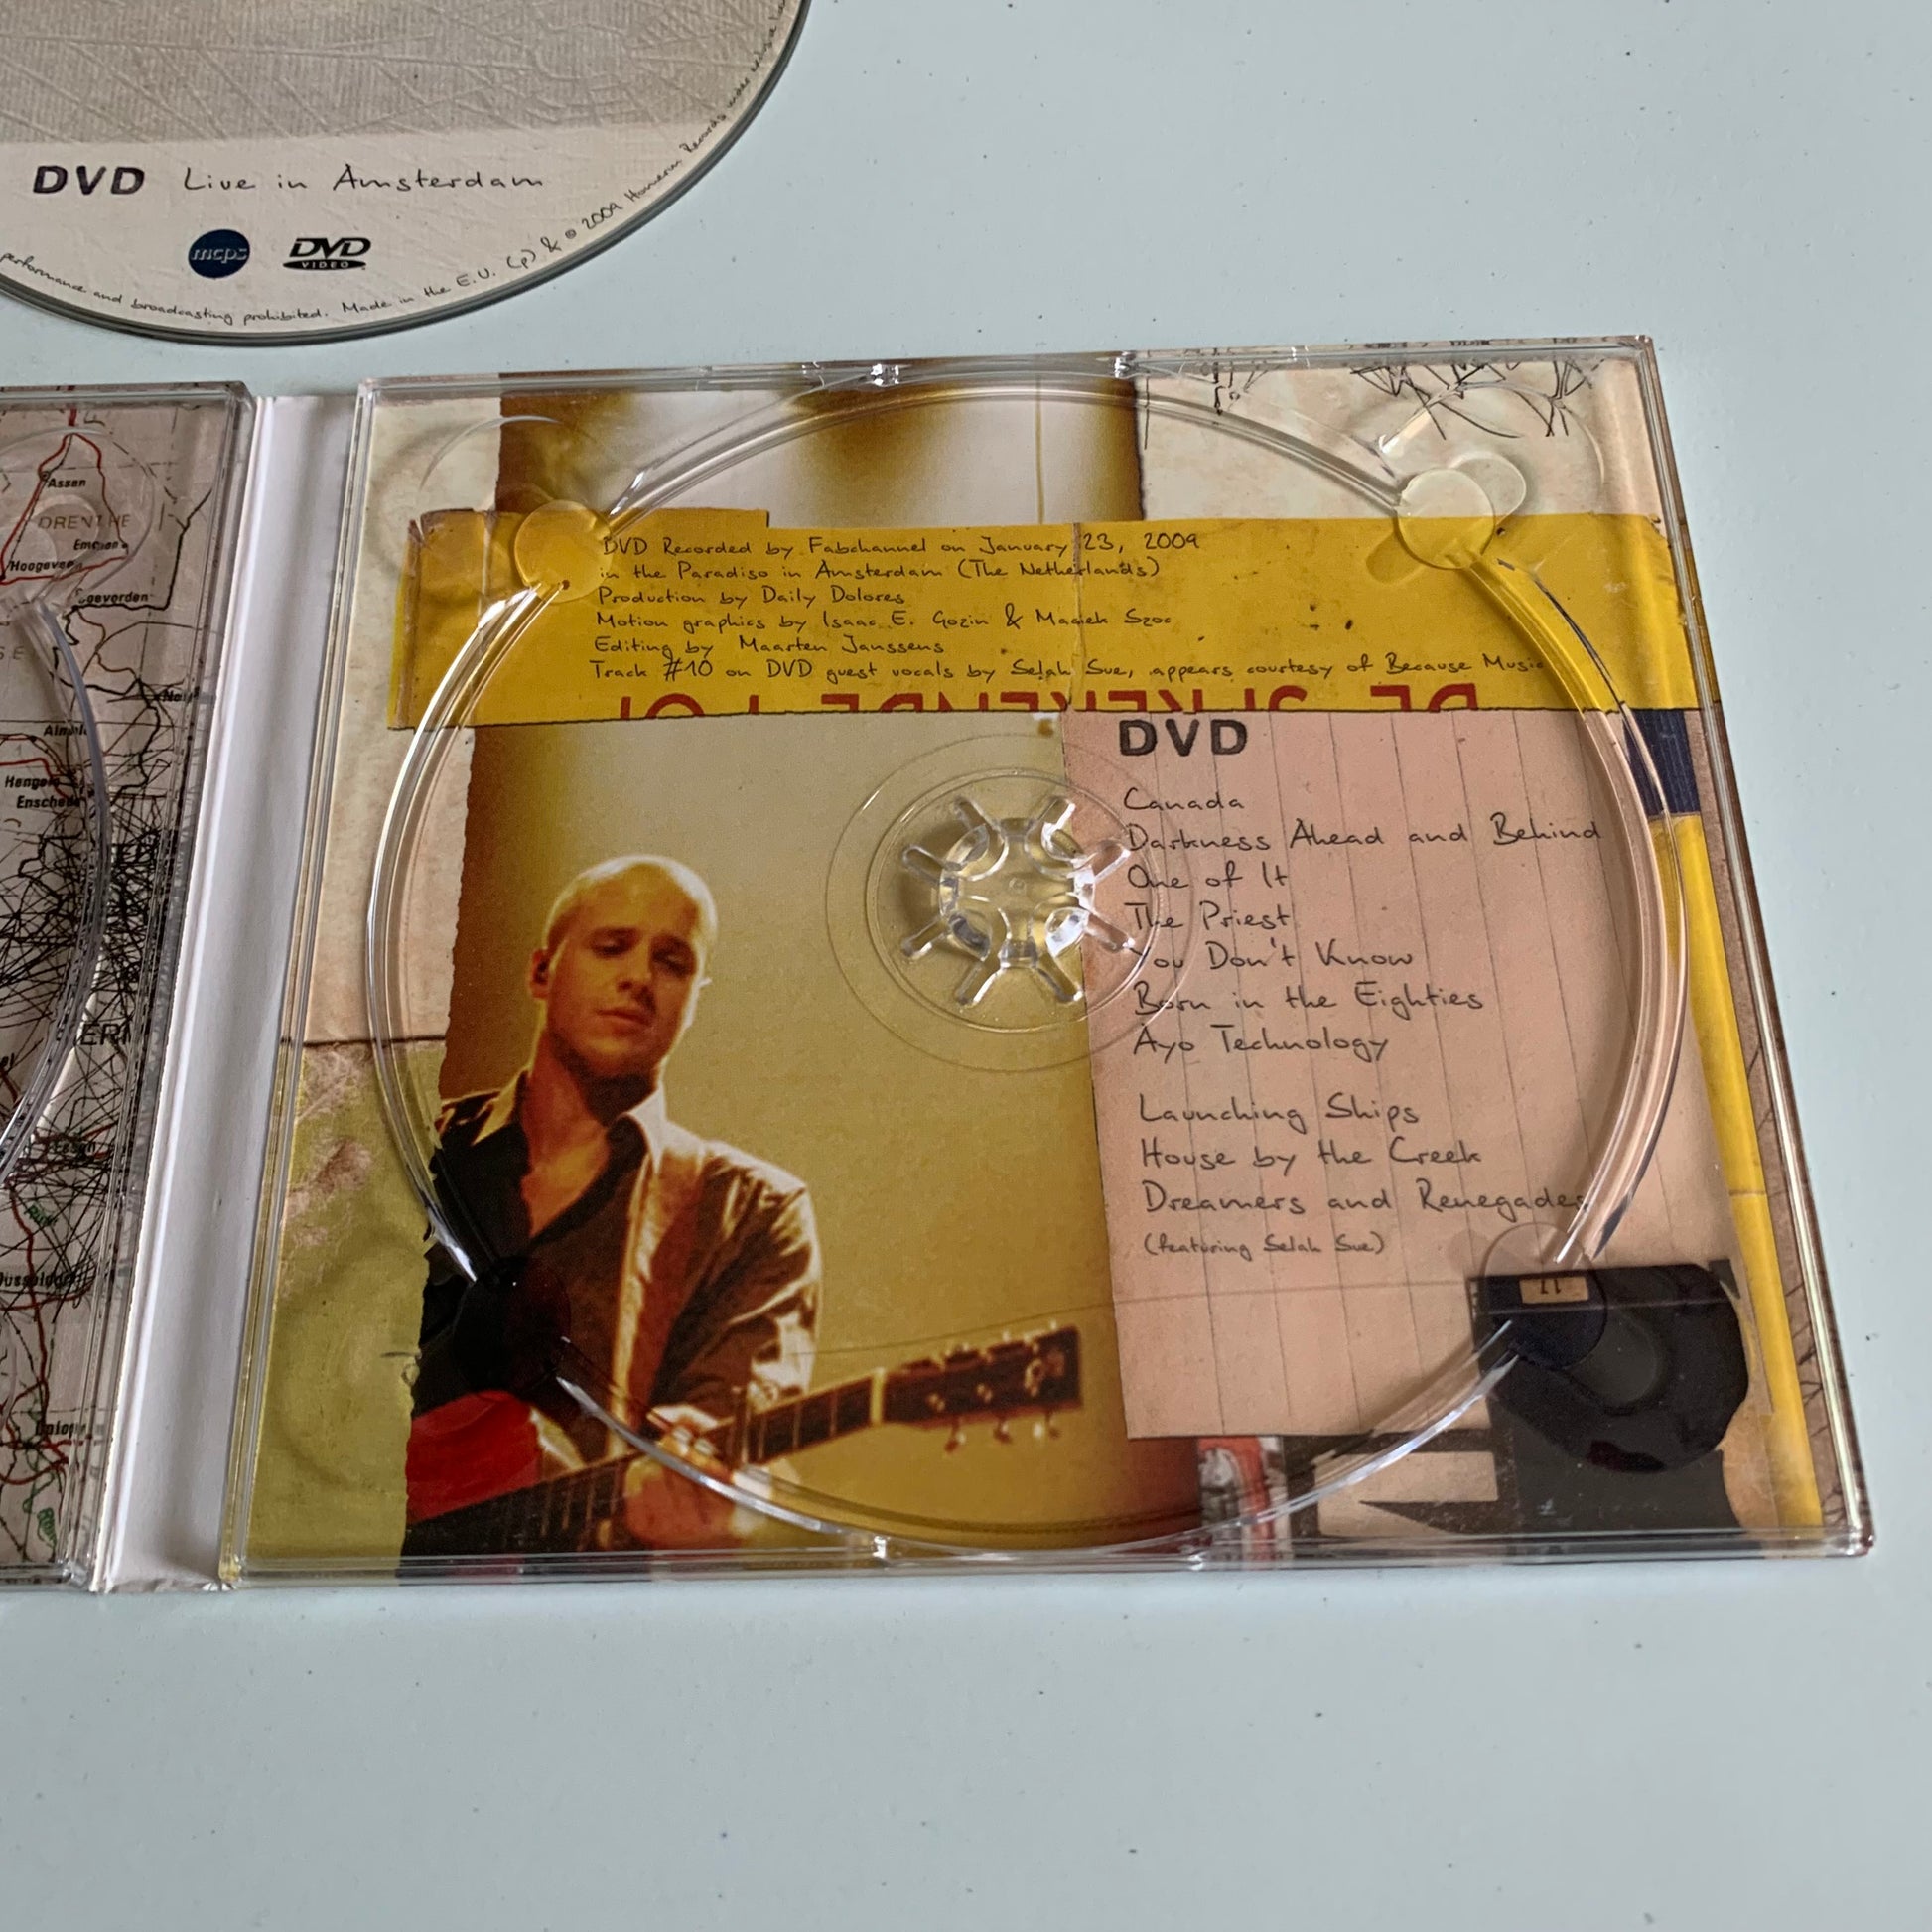 DVD Live in Amsterdam
mcps DVD VIDEO
performance and broadcasting prohibited. Made in the E.U. (p) & © 2009 Homerun Records under
Assen
DRENTHE
Emmen
Hoogeveen
Almelo
Hengelo
Enschede
Essen
DVD Recorded by Fabchannel on January 23, 2009
in the Paradiso in Amsterdam (The Netherlands)
Production by Daily Dolores
Motion graphics by Isaac E. Gozin & Maciek Szoc
Editing by Maarten Janssens
Track #10 on DVD guest vocals by Selah Sue, appears courtesy of Because Music
DVD
Canada
Darkness Ahead and Behind
One of It
The Priest
You Don't Know
Born in the Eighties
Ayo Technology
Launching Ships
House by the Creek
Dreamers and Renegades
(featuring Selah Sue)
17